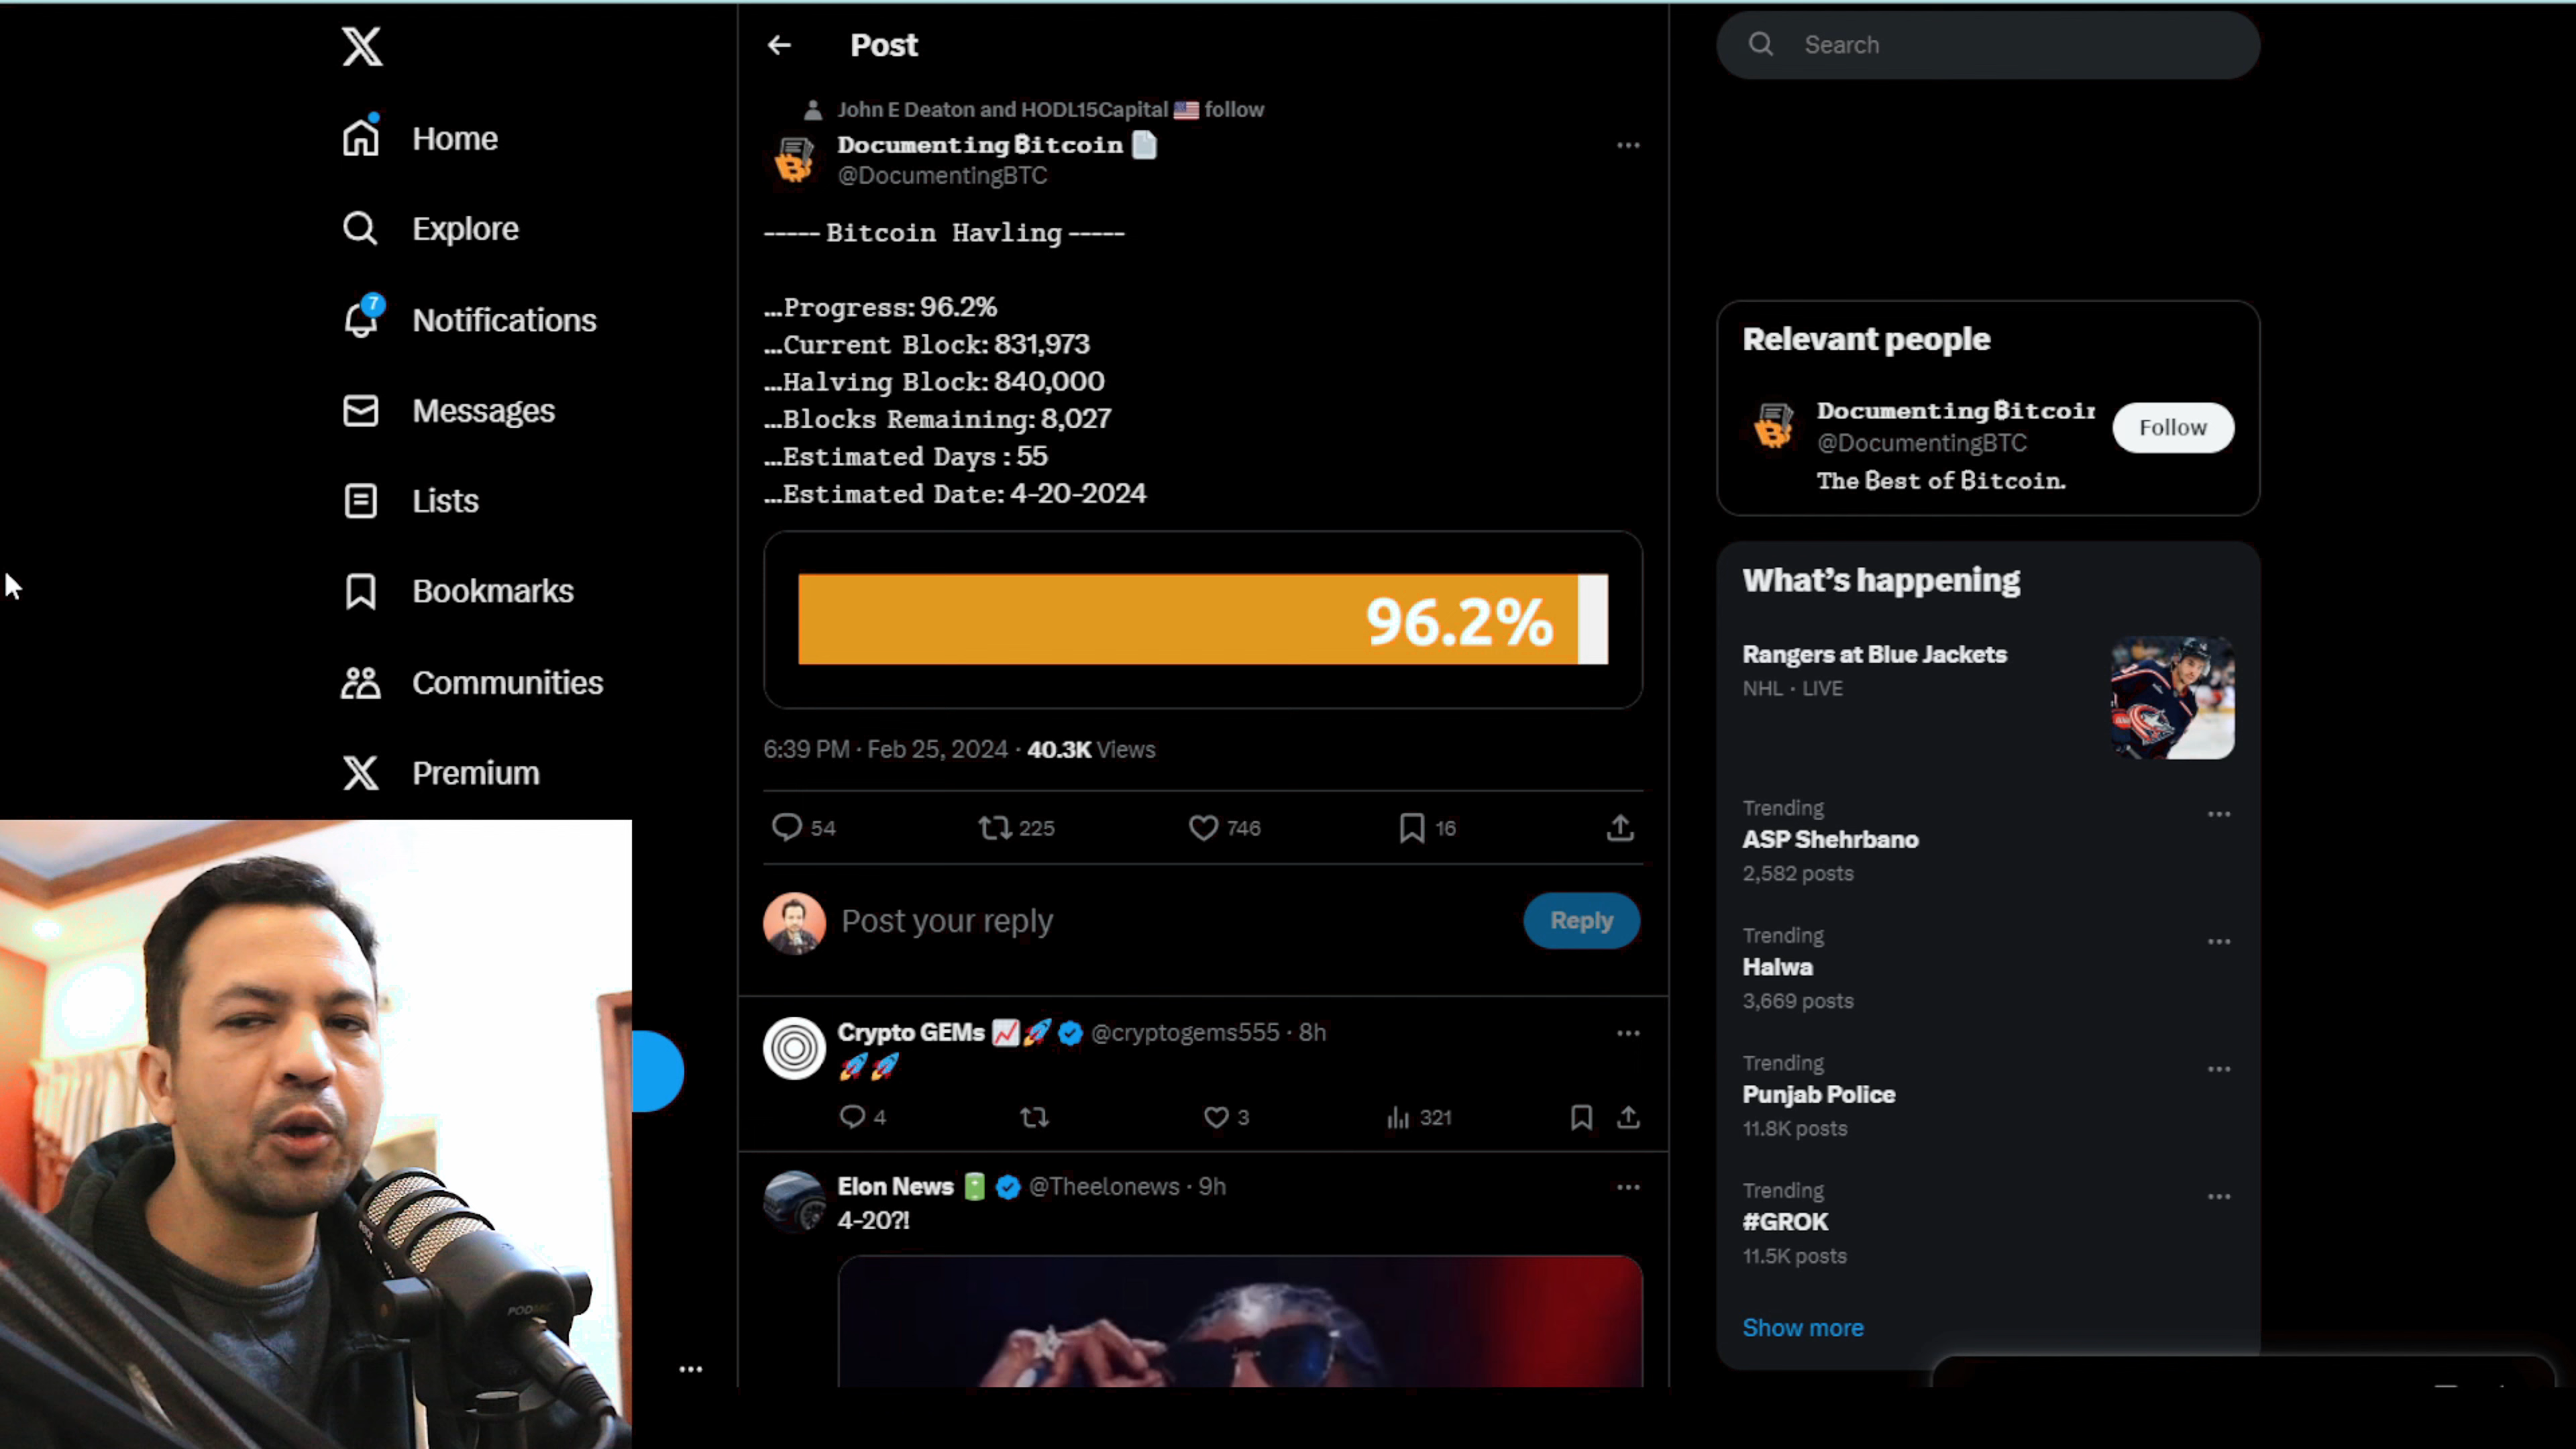 Home
Explore
7
Notifications
Messages
Lists
Bookmarks
Communities
Premium
Post
John E Deaton and HODL15Capital 🇺🇸 follow
Documenting ₿itcoin 📄
@DocumentingBTC
----- Bitcoin Havling -----
...Progress: 96.2%
...Current Block: 831,973
...Halving Block: 840,000
...Blocks Remaining: 8,027
...Estimated Days : 55
...Estimated Date: 4-20-2024
96.2%
6:39 PM · Feb 25, 2024 · 40.3K Views
54 225 746 16
Post your reply
Reply
Crypto GEMs 📈🚀 @cryptogems555 · 8h
🚀🚀
4 3 321
Elon News 🔋 @Theelonews · 9h
4-20?!
Search
Relevant people
Documenting ₿itcoin
@DocumentingBTC
Follow
The Best of Bitcoin.
What's happening
Rangers at Blue Jackets
NHL · LIVE
Trending
ASP Shehrbano
2,582 posts
Trending
Halwa
3,669 posts
Trending
Punjab Police
11.8K posts
Trending
#GROK
11.5K posts
Show more